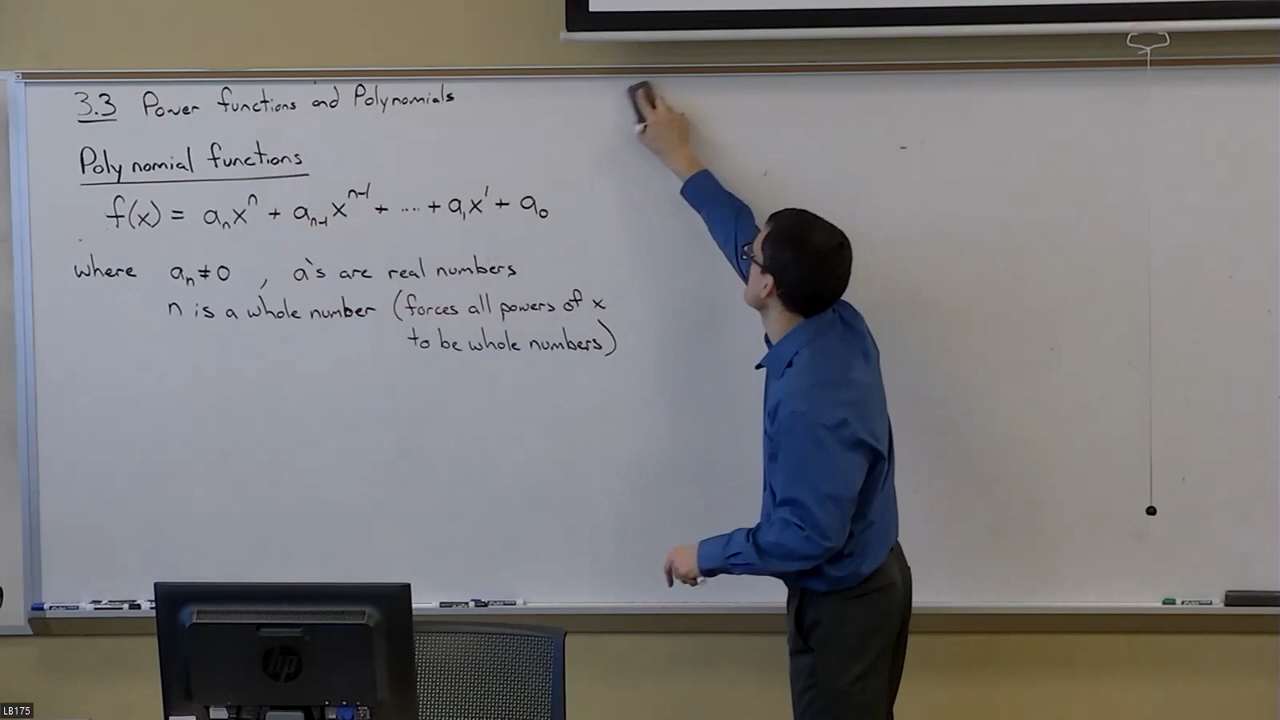 3.3 Power functions and Polynomials
Polynomial functions
f(x) = aₙxⁿ + aₙ₋₁xⁿ⁻¹ + .... + a₁x¹ + a₀
where aₙ≠0 , a's are real numbers
n is a whole number (forces all powers of x
to be whole numbers)
hp
LB175